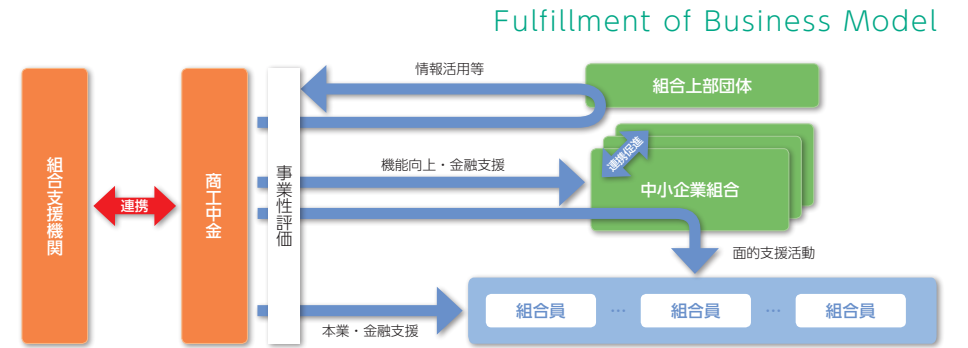 Fulfillment of Business Model
情報活用等
組合上部団体
連携促進
機能向上・金融支援
中小企業組合
組合支援機関
連携
商工中金
事業性評価
面的支援活動
組合員 … 組合員 … 組合員
本業・金融支援